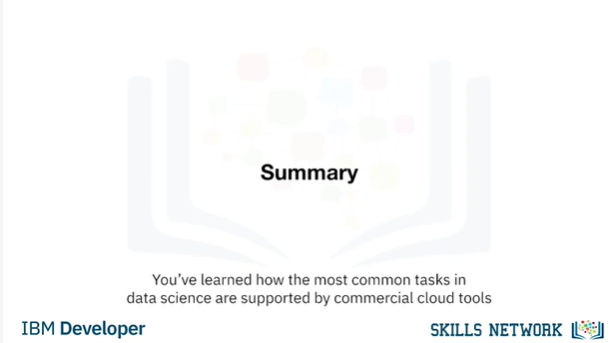 Summary
You've learned how the most common tasks in
data science are supported by commercial cloud tools
IBM Developer
SKILLS NETWORK